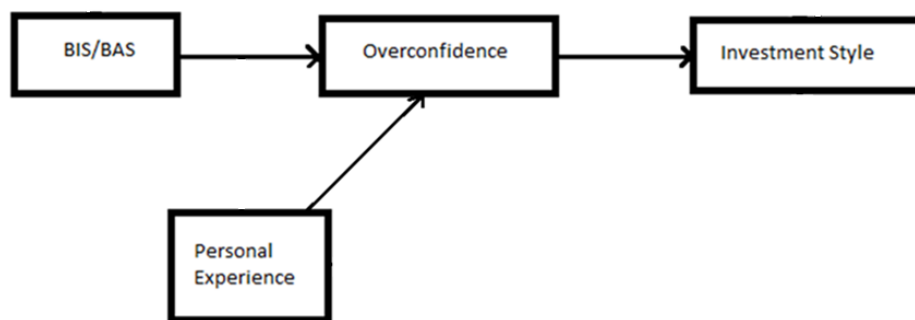 BIS/BAS
Overconfidence
Investment Style
Personal
Experience